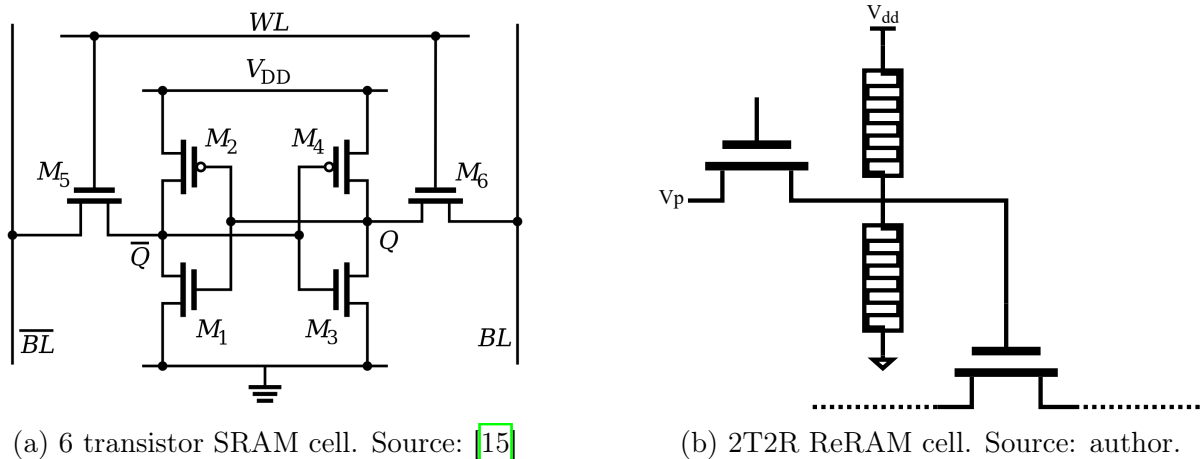 WL
V_DD
M_2
M_4
M_5
M_6
Q̅
Q
M_1
M_3
B̅L̅
BL
(a) 6 transistor SRAM cell. Source: [15]
V_dd
Vp
(b) 2T2R ReRAM cell. Source: author.